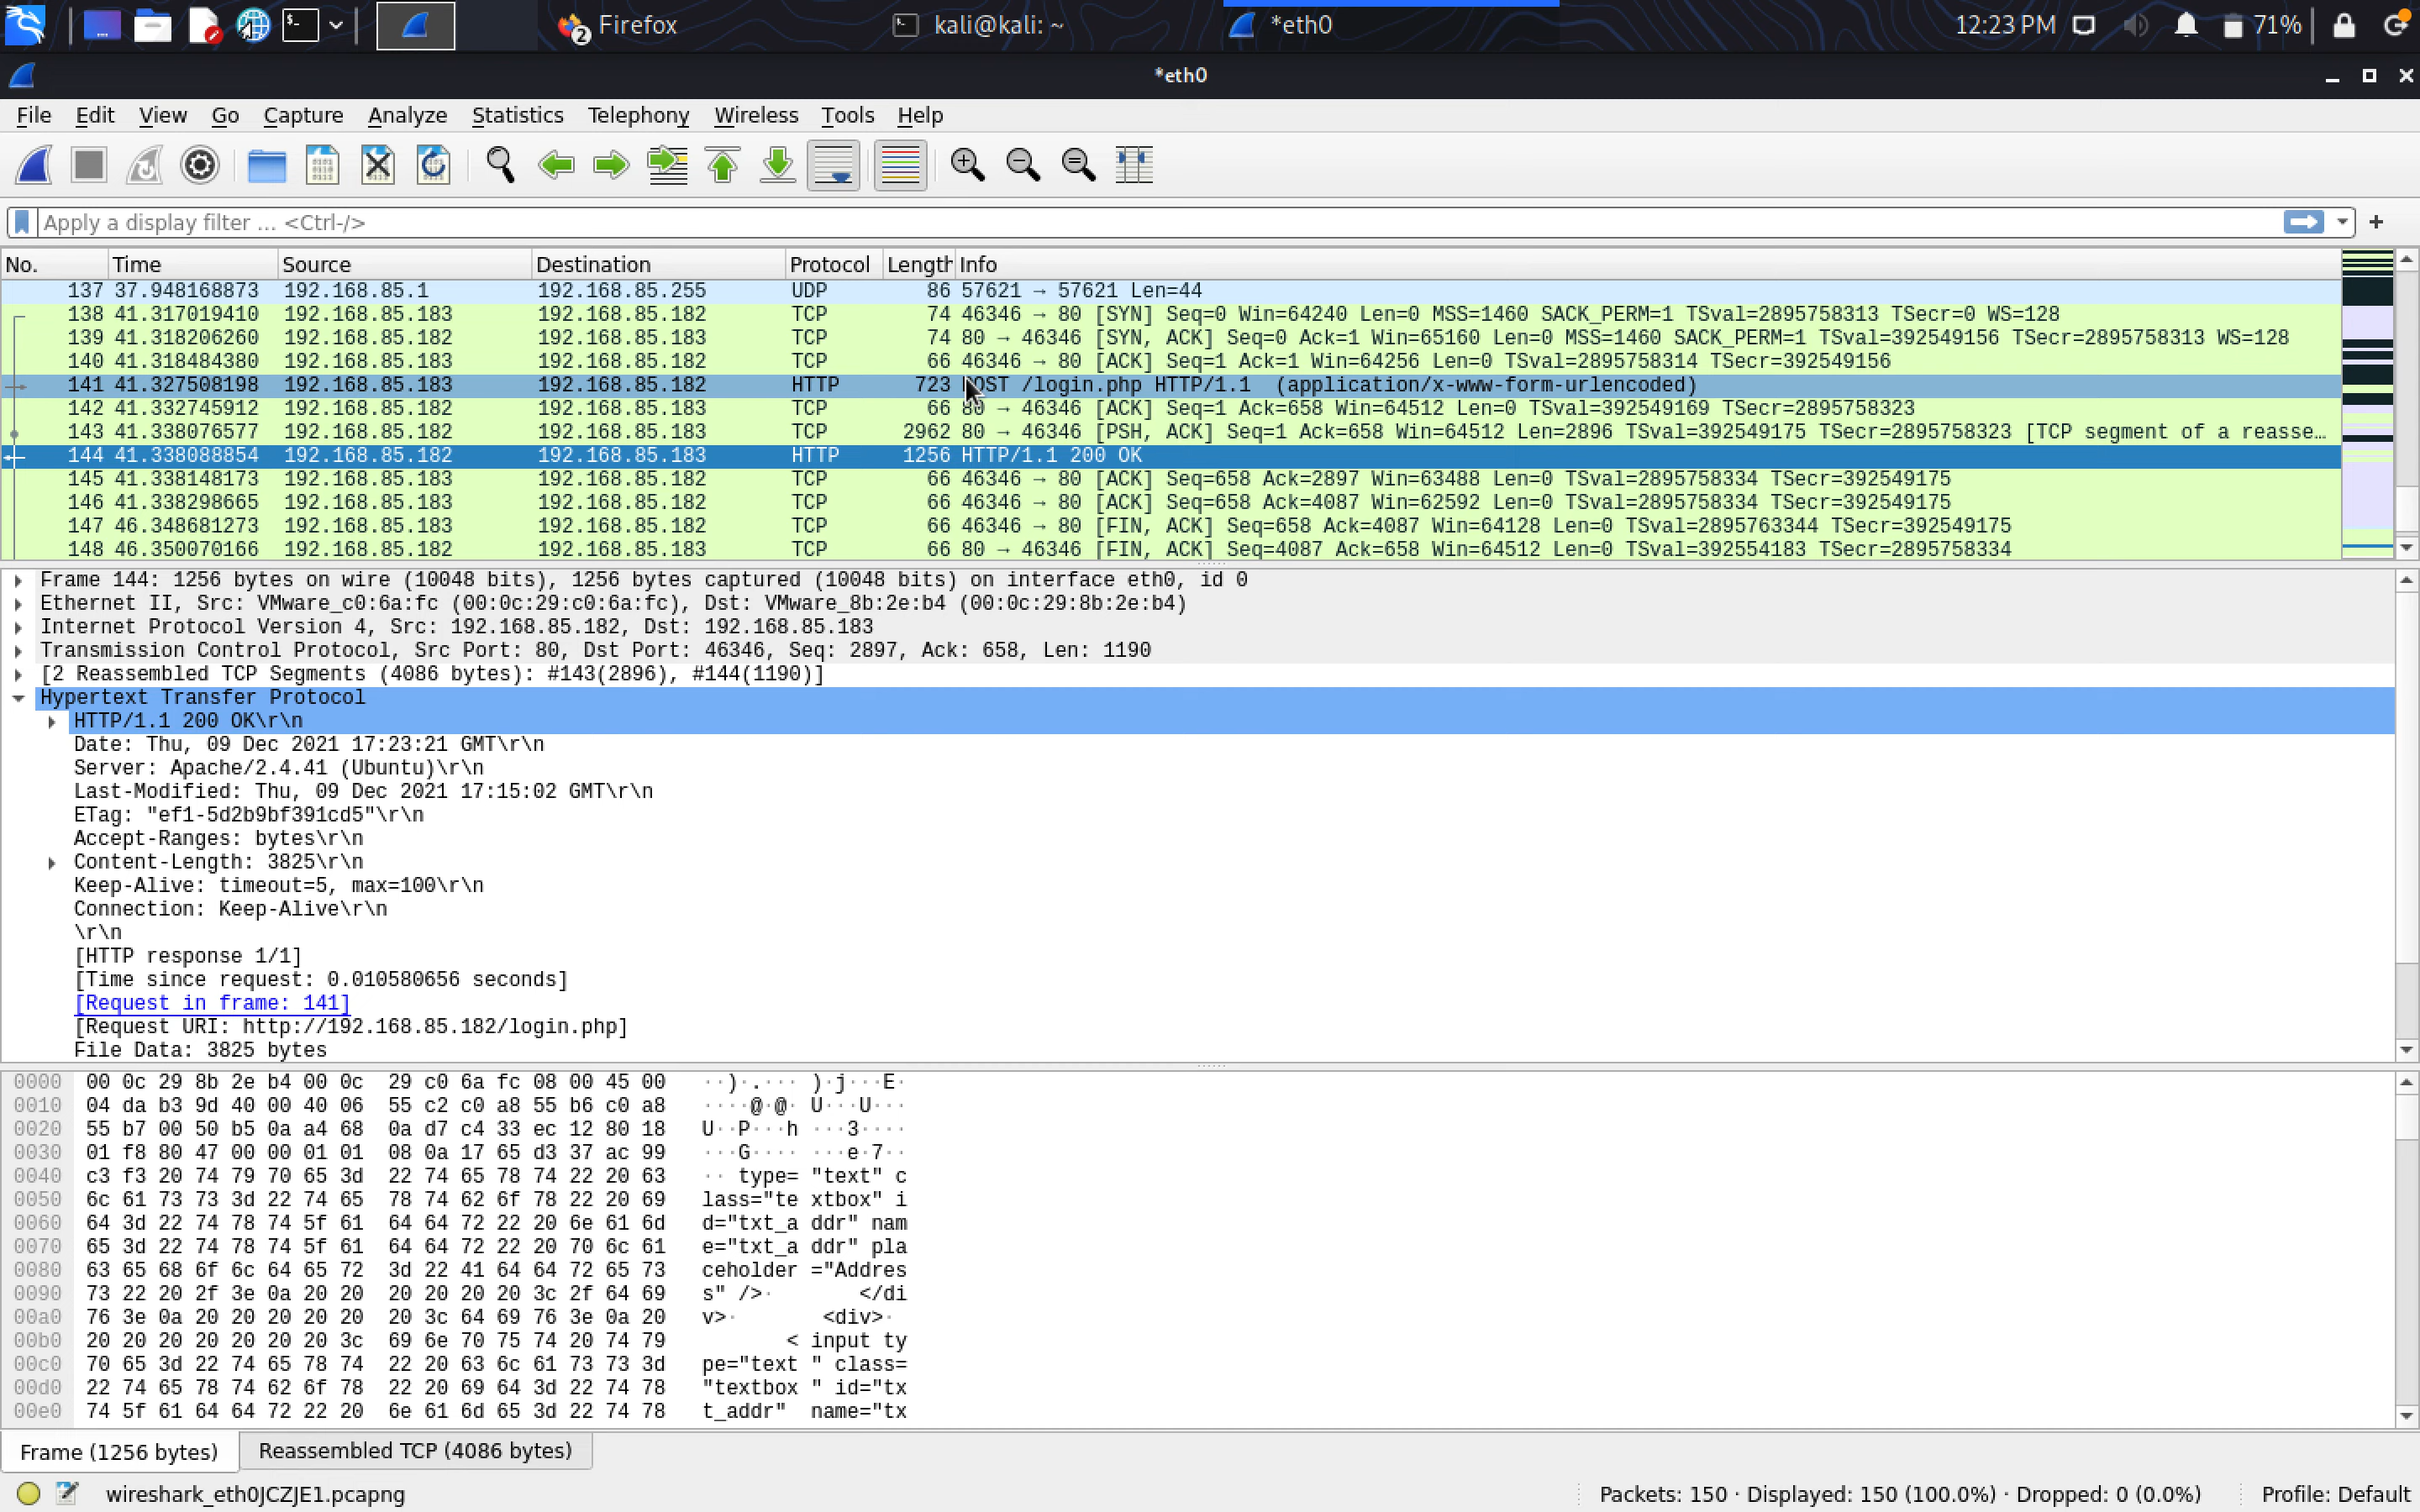 Firefox
kali@kali: ~
*eth0
12:23 PM
71%
*eth0
File Edit View Go Capture Analyze Statistics Telephony Wireless Tools Help
Apply a display filter ... <Ctrl-/>
No. Time Source Destination Protocol Length Info
137 37.948168873 192.168.85.1 192.168.85.255 UDP 86 57621 → 57621 Len=44
138 41.317019410 192.168.85.183 192.168.85.182 TCP 74 46346 → 80 [SYN] Seq=0 Win=64240 Len=0 MSS=1460 SACK_PERM=1 TSval=2895758313 TSecr=0 WS=128
139 41.318206260 192.168.85.182 192.168.85.183 TCP 74 80 → 46346 [SYN, ACK] Seq=0 Ack=1 Win=65160 Len=0 MSS=1460 SACK_PERM=1 TSval=392549156 TSecr=2895758313 WS=128
140 41.318484380 192.168.85.183 192.168.85.182 TCP 66 46346 → 80 [ACK] Seq=1 Ack=1 Win=64256 Len=0 TSval=2895758314 TSecr=392549156
141 41.327508198 192.168.85.183 192.168.85.182 HTTP 723 POST /login.php HTTP/1.1 (application/x-www-form-urlencoded)
142 41.332745912 192.168.85.182 192.168.85.183 TCP 66 80 → 46346 [ACK] Seq=1 Ack=658 Win=64512 Len=0 TSval=392549169 TSecr=2895758323
143 41.338076577 192.168.85.182 192.168.85.183 TCP 2962 80 → 46346 [PSH, ACK] Seq=1 Ack=658 Win=64512 Len=2896 TSval=392549175 TSecr=2895758323 [TCP segment of a reasse…
144 41.338088854 192.168.85.182 192.168.85.183 HTTP 1256 HTTP/1.1 200 OK
145 41.338148173 192.168.85.183 192.168.85.182 TCP 66 46346 → 80 [ACK] Seq=658 Ack=2897 Win=63488 Len=0 TSval=2895758334 TSecr=392549175
146 41.338298665 192.168.85.183 192.168.85.182 TCP 66 46346 → 80 [ACK] Seq=658 Ack=4087 Win=62592 Len=0 TSval=2895758334 TSecr=392549175
147 46.348681273 192.168.85.183 192.168.85.182 TCP 66 46346 → 80 [FIN, ACK] Seq=658 Ack=4087 Win=64128 Len=0 TSval=2895763344 TSecr=392549175
148 46.350070166 192.168.85.182 192.168.85.183 TCP 66 80 → 46346 [FIN, ACK] Seq=4087 Ack=658 Win=64512 Len=0 TSval=392554183 TSecr=2895758334
Frame 144: 1256 bytes on wire (10048 bits), 1256 bytes captured (10048 bits) on interface eth0, id 0
Ethernet II, Src: VMware_c0:6a:fc (00:0c:29:c0:6a:fc), Dst: VMware_8b:2e:b4 (00:0c:29:8b:2e:b4)
Internet Protocol Version 4, Src: 192.168.85.182, Dst: 192.168.85.183
Transmission Control Protocol, Src Port: 80, Dst Port: 46346, Seq: 2897, Ack: 658, Len: 1190
[2 Reassembled TCP Segments (4086 bytes): #143(2896), #144(1190)]
Hypertext Transfer Protocol
HTTP/1.1 200 OK\r\n
Date: Thu, 09 Dec 2021 17:23:21 GMT\r\n
Server: Apache/2.4.41 (Ubuntu)\r\n
Last-Modified: Thu, 09 Dec 2021 17:15:02 GMT\r\n
ETag: "ef1-5d2b9bf391cd5"\r\n
Accept-Ranges: bytes\r\n
Content-Length: 3825\r\n
Keep-Alive: timeout=5, max=100\r\n
Connection: Keep-Alive\r\n
\r\n
[HTTP response 1/1]
[Time since request: 0.010580656 seconds]
[Request in frame: 141]
[Request URI: http://192.168.85.182/login.php]
File Data: 3825 bytes
0000 00 0c 29 8b 2e b4 00 0c 29 c0 6a fc 08 00 45 00 ··)·.··· )·j···E·
0010 04 da b3 9d 40 00 40 06 55 c2 c0 a8 55 b6 c0 a8 ····@·@· U···U···
0020 55 b7 00 50 b5 0a a4 68 0a d7 c4 33 ec 12 80 18 U··P···h ···3····
0030 01 f8 80 47 00 00 01 01 08 0a 17 65 d3 37 ac 99 ···G···· ···e·7··
0040 c3 f3 20 74 79 70 65 3d 22 74 65 78 74 22 20 63 ·· type= "text" c
0050 6c 61 73 73 3d 22 74 65 78 74 62 6f 78 22 20 69 lass="te xtbox" i
0060 64 3d 22 74 78 74 5f 61 64 64 72 22 20 6e 61 6d d="txt_a ddr" nam
0070 65 3d 22 74 78 74 5f 61 64 64 72 22 20 70 6c 61 e="txt_a ddr" pla
0080 63 65 68 6f 6c 64 65 72 3d 22 41 64 64 72 65 73 ceholder ="Addres
0090 73 22 20 2f 3e 0a 20 20 20 20 20 20 3c 2f 64 69 s" />· </di
00a0 76 3e 0a 20 20 20 20 20 20 3c 64 69 76 3e 0a 20 v>· <div>·
00b0 20 20 20 20 20 20 20 3c 69 6e 70 75 74 20 74 79 < input ty
00c0 70 65 3d 22 74 65 78 74 22 20 63 6c 61 73 73 3d pe="text " class=
00d0 22 74 65 78 74 62 6f 78 22 20 69 64 3d 22 74 78 "textbox " id="tx
00e0 74 5f 61 64 64 72 22 20 6e 61 6d 65 3d 22 74 78 t_addr" name="tx
Frame (1256 bytes) Reassembled TCP (4086 bytes)
wireshark_eth0JCZJE1.pcapng
Packets: 150 · Displayed: 150 (100.0%) · Dropped: 0 (0.0%)
Profile: Default